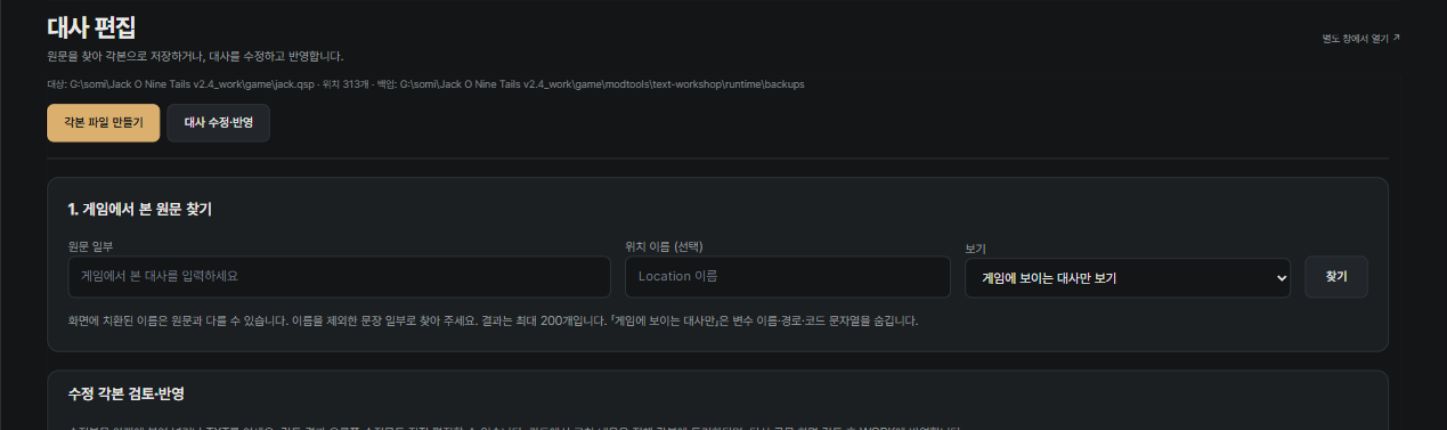 대사 편집
별도 창에서 열기 ↗
원문을 찾아 각본으로 저장하거나, 대사를 수정하고 반영합니다.
대상: G:\somi\Jack O Nine Tails v2.4_work\game\jack.qsp · 위치 313개 · 백업: G:\somi\Jack O Nine Tails v2.4_work\game\modtools\text-workshop\runtime\backups
각본 파일 만들기
대사 수정·반영
1. 게임에서 본 원문 찾기
원문 일부
위치 이름 (선택)
보기
게임에서 본 대사를 입력하세요
Location 이름
게임에 보이는 대사만 보기
찾기
화면에 치환된 이름은 원문과 다를 수 있습니다. 이름을 제외한 문장 일부로 찾아 주세요. 결과는 최대 200개입니다. 「게임에 보이는 대사만」은 변수 이름·경로·코드 문자열을 숨깁니다.
수정 각본 검토·반영